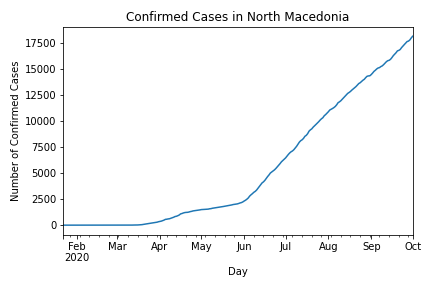 Confirmed Cases in North Macedonia
Number of Confirmed Cases
17500
15000
12500
10000
7500
5000
2500
0
Feb Mar Apr May Jun Jul Aug Sep Oct
2020
Day